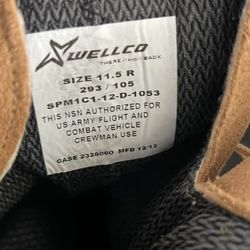 WELLCO
THERE AND BACK
SIZE 11.5 R
293 / 105
SPM1C1-12-D-1053
THIS NSN AUTHORIZED FOR
US ARMY FLIGHT AND
COMBAT VEHICLE
CREWMAN USE
CASE 2328060 MFD 12/12